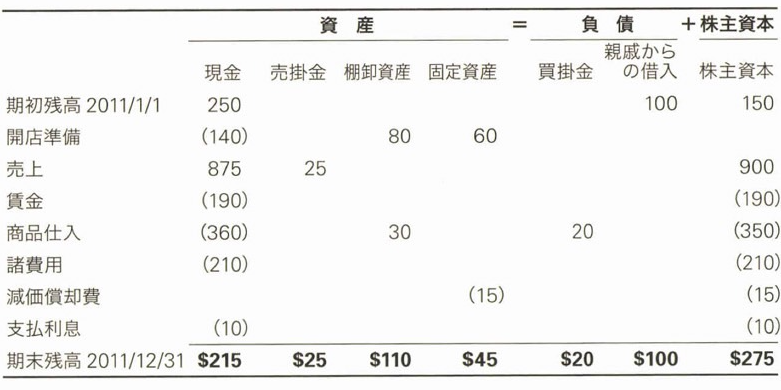 資 産 = 負 債 + 株主資本
現金 売掛金 棚卸資産 固定資産 買掛金 親戚からの借入 株主資本
期初残高 2011/1/1 250 100 150
開店準備 (140) 80 60
売上 875 25 900
賃金 (190) (190)
商品仕入 (360) 30 20 (350)
諸費用 (210) (210)
減価償却費 (15) (15)
支払利息 (10) (10)
期末残高 2011/12/31 $215 $25 $110 $45 $20 $100 $275